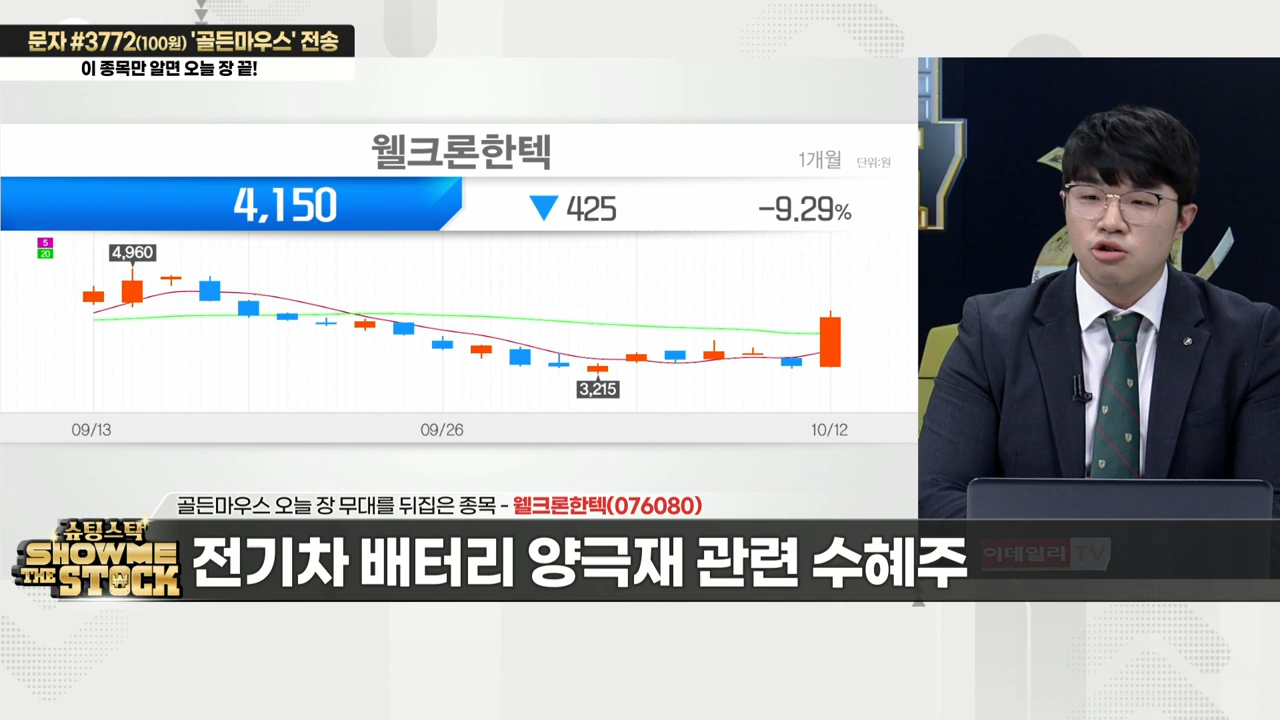 문자 #3772(100원) '골든마우스' 전송
이 종목만 알면 오늘 장 끝!
웰크론한텍
1개월 단위:원
4,150 ▼ 425 -9.29%
5
20
4,960
3,215
09/13 09/26 10/12
골든마우스 오늘 장 무대를 뒤집은 종목 - 웰크론한텍(076080)
슈팅스탁
SHOW ME
THE STOCK
전기차 배터리 양극재 관련 수혜주
이데일리 TV